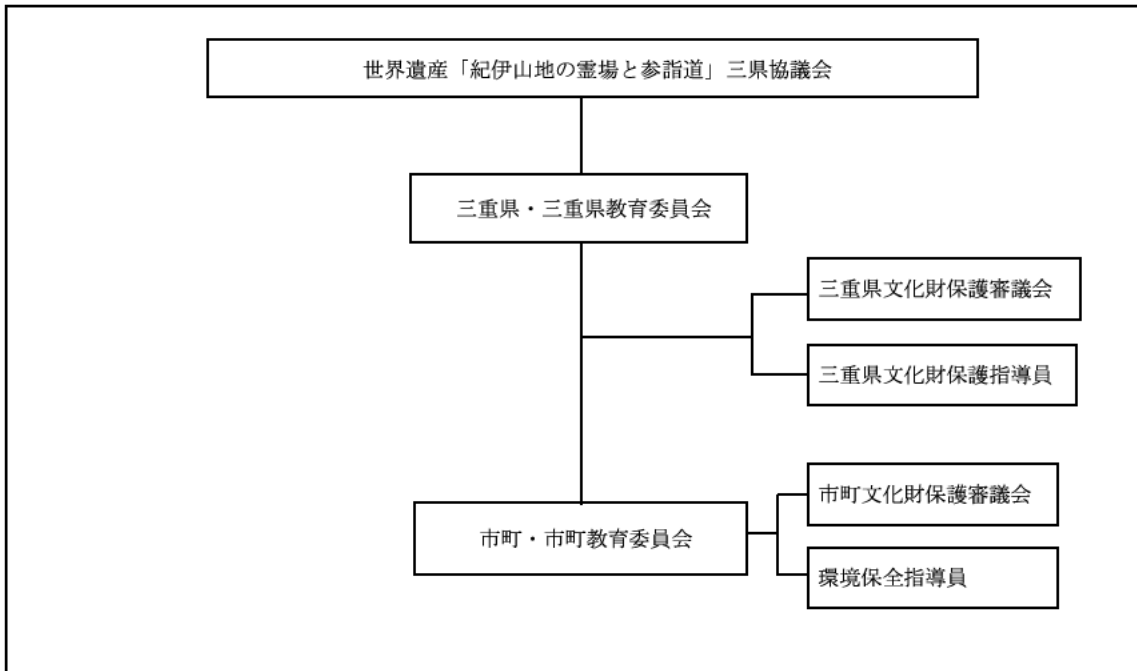 世界遺産「紀伊山地の霊場と参詣道」三県協議会
三重県・三重県教育委員会
三重県文化財保護審議会
三重県文化財保護指導員
市町・市町教育委員会
市町文化財保護審議会
環境保全指導員